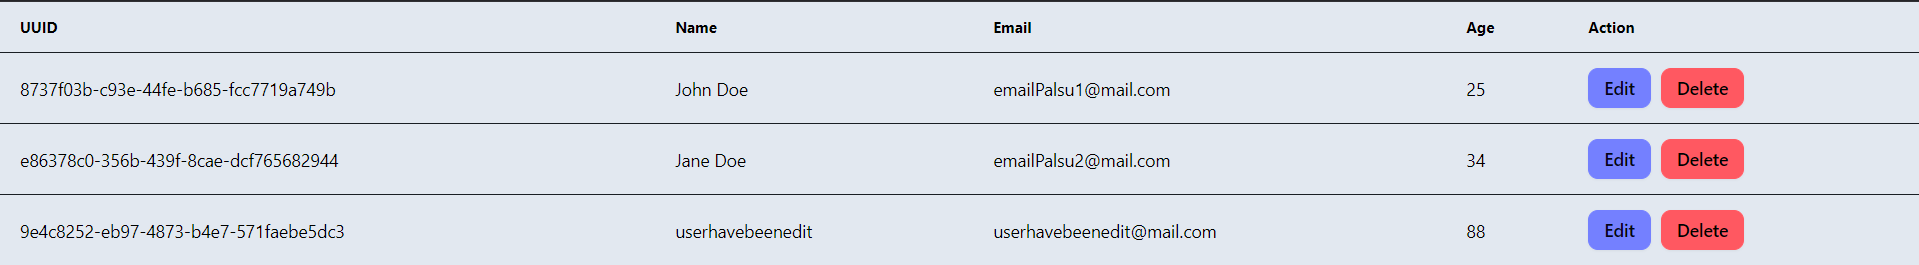 UUID Name Email Age Action
8737f03b-c93e-44fe-b685-fcc7719a749b John Doe emailPalsu1@mail.com 25 Edit Delete
e86378c0-356b-439f-8cae-dcf765682944 Jane Doe emailPalsu2@mail.com 34 Edit Delete
9e4c8252-eb97-4873-b4e7-571faebe5dc3 userhavebeenedit userhavebeenedit@mail.com 88 Edit Delete